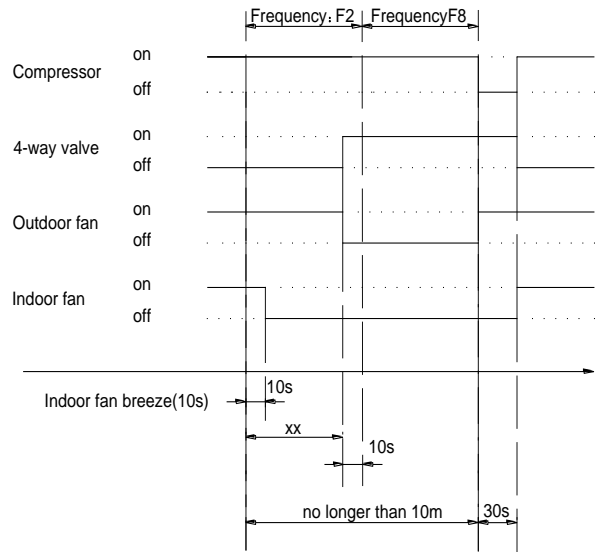 Frequency: F2 FrequencyF8
Compressor on
off
4-way valve on
off
Outdoor fan on
off
Indoor fan on
off
Indoor fan breeze(10s) 10s
xx
10s
no longer than 10m 30s